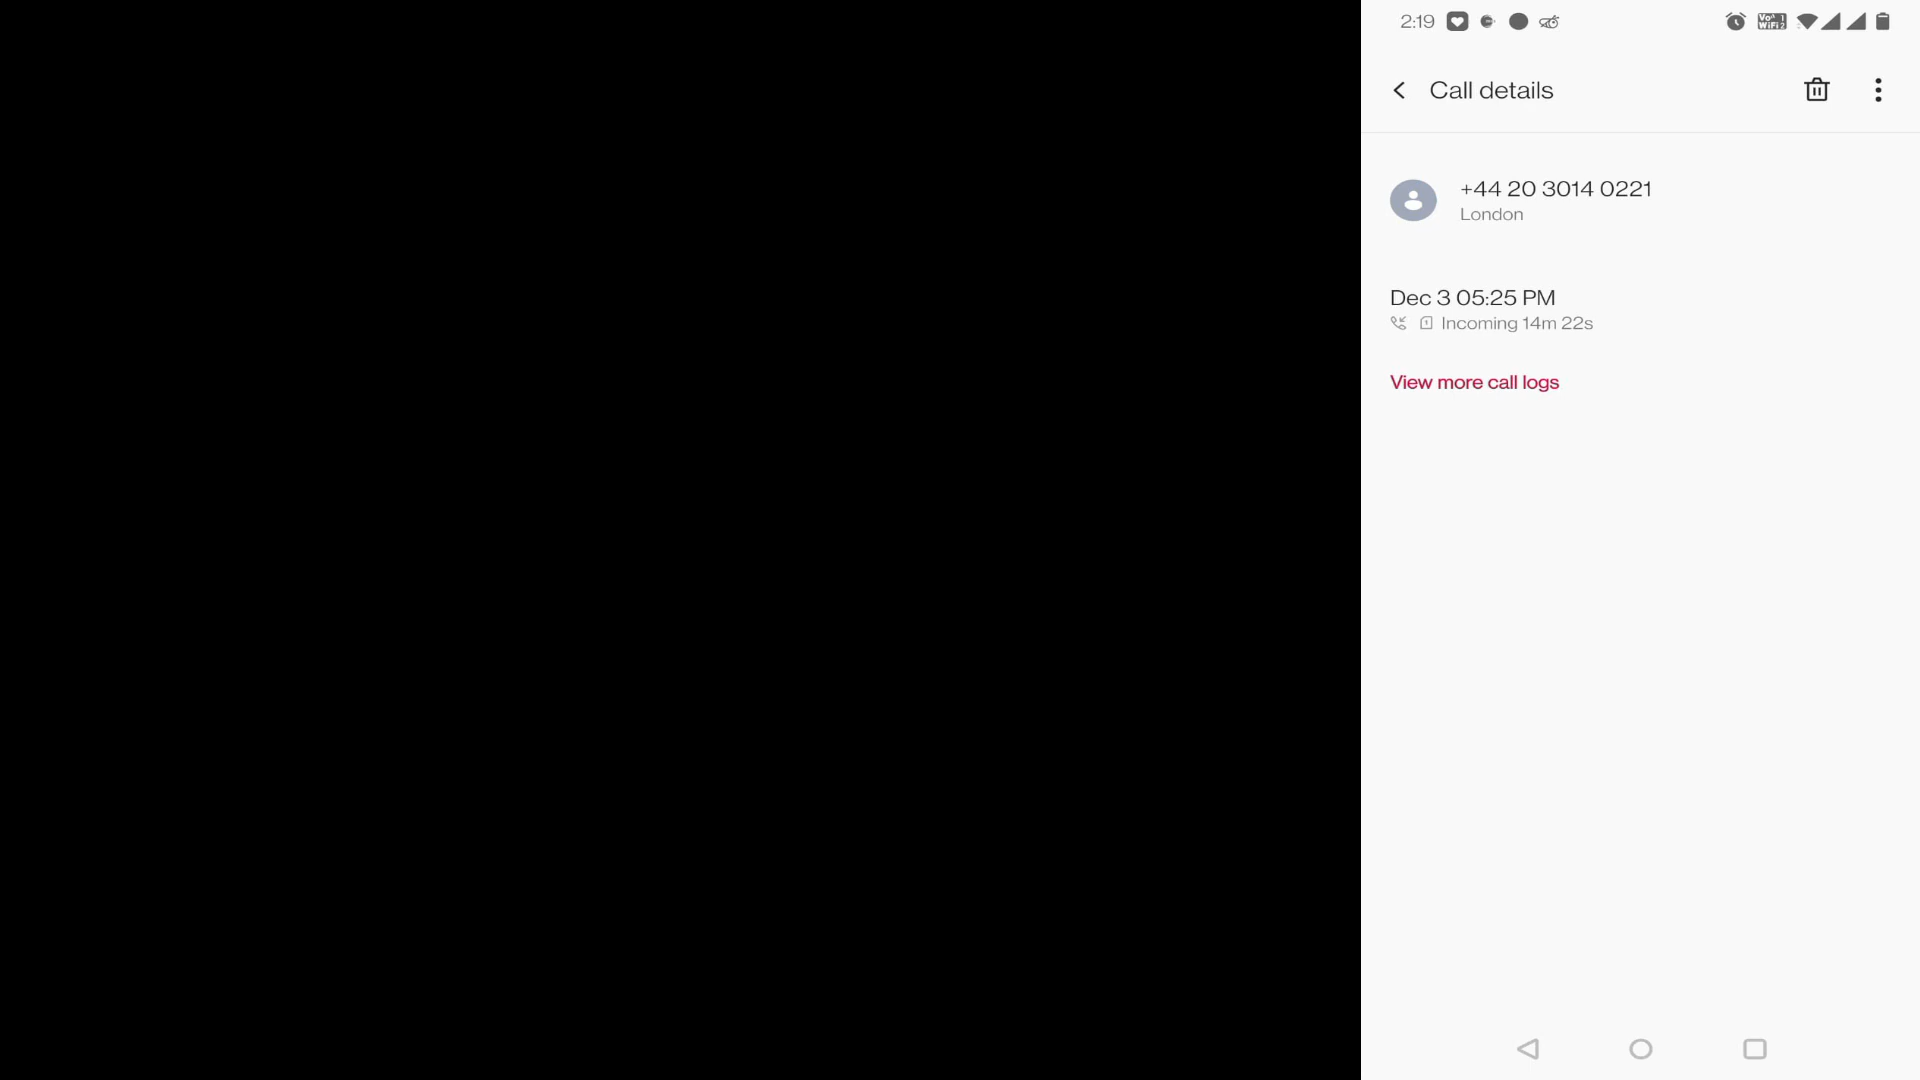 2:19
Call details
+44 20 3014 0221
London
Dec 3 05:25 PM
Incoming 14m 22s
View more call logs